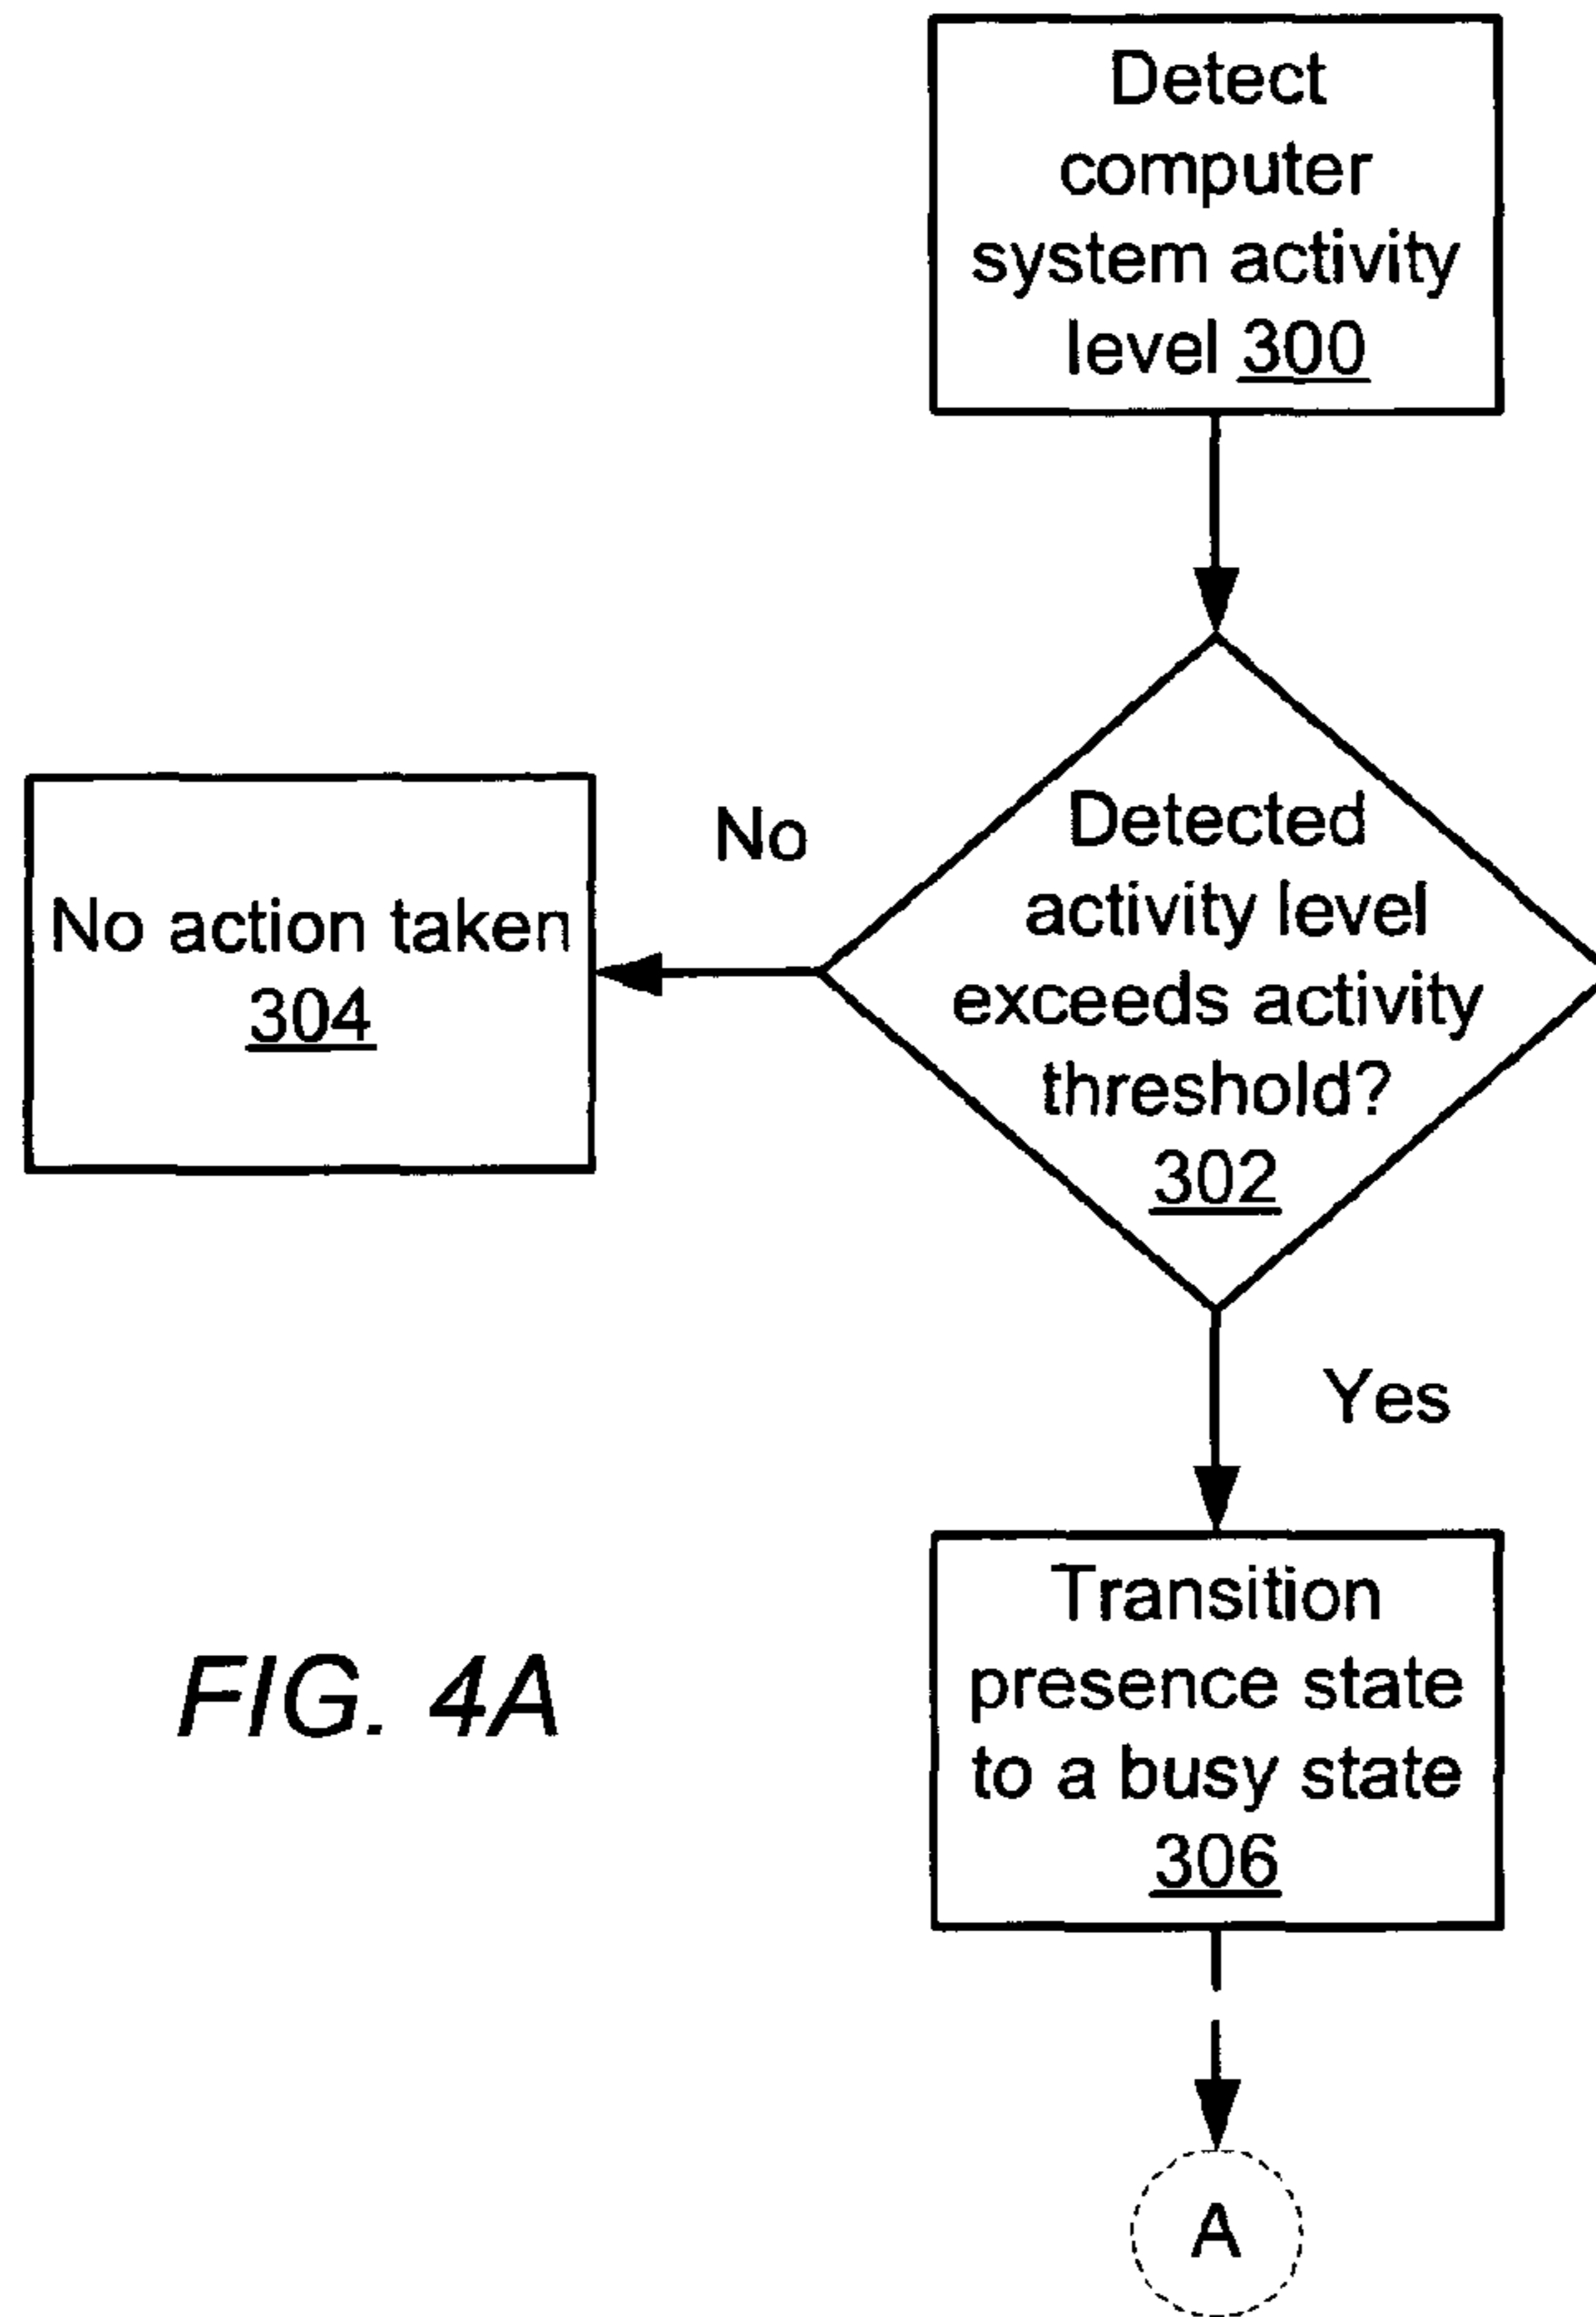 Detect
computer
system activity
level 300
Detected
activity level
exceeds activity
threshold?
302
No
No action taken
304
Yes
Transition
presence state
to a busy state
306
FIG. 4A
A